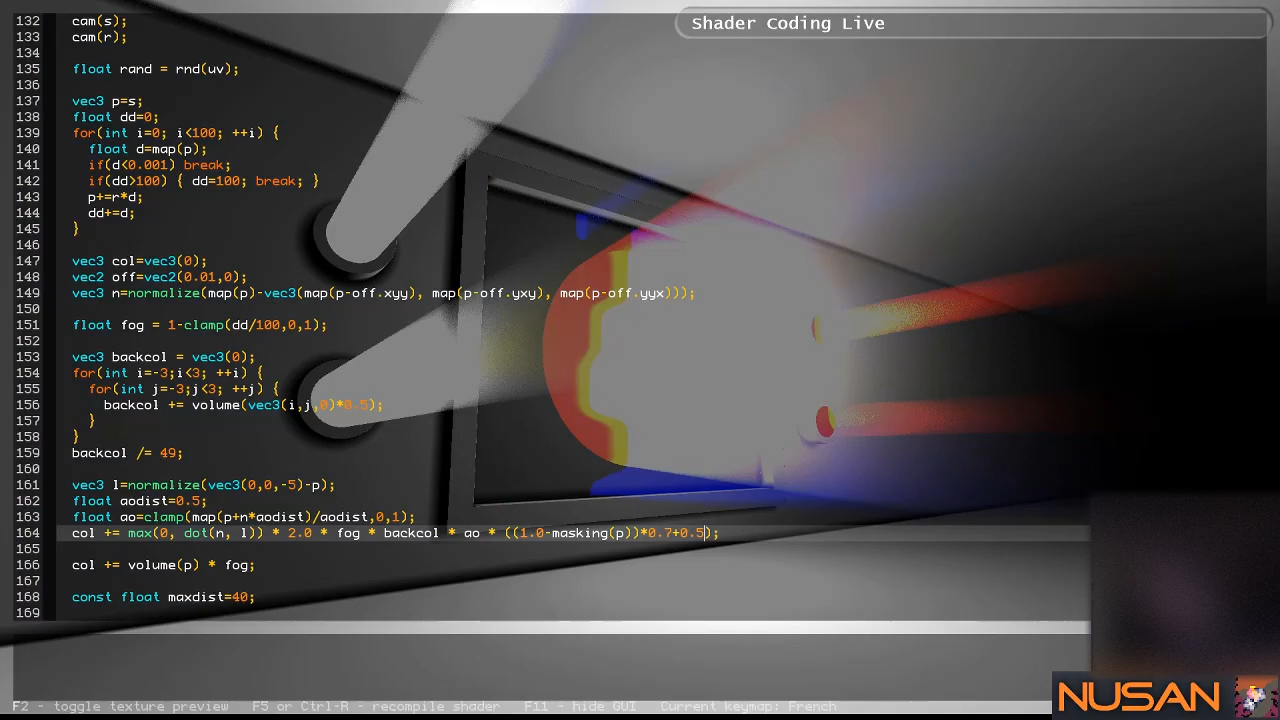 Shader Coding Live
132 cam(s);
133 cam(r);
134
135 float rand = rnd(uv);
136
137 vec3 p=s;
138 float dd=0;
139 for(int i=0; i<100; ++i) {
140 float d=map(p);
141 if(d<0.001) break;
142 if(dd>100) { dd=100; break; }
143 p+=r*d;
144 dd+=d;
145 }
146
147 vec3 col=vec3(0);
148 vec2 off=vec2(0.01,0);
149 vec3 n=normalize(map(p)-vec3(map(p-off.xyy), map(p-off.yxy), map(p-off.yyx)));
150
151 float fog = 1-clamp(dd/100,0,1);
152
153 vec3 backcol = vec3(0);
154 for(int i=-3;i<3; ++i) {
155 for(int j=-3;j<3; ++j) {
156 backcol += volume(vec3(i,j,0)*0.5);
157 }
158 }
159 backcol /= 49;
160
161 vec3 l=normalize(vec3(0,0,-5)-p);
162 float aodist=0.5;
163 float ao=clamp(map(p+n*aodist)/aodist,0,1);
164 col += max(0, dot(n, l)) * 2.0 * fog * backcol * ao * ((1.0-masking(p))*0.7+0.5);
165
166 col += volume(p) * fog;
167
168 const float maxdist=40;
169
F2 - toggle texture preview F5 or Ctrl-R - recompile shader F11 - hide GUI Current keymap: French
NUSAN